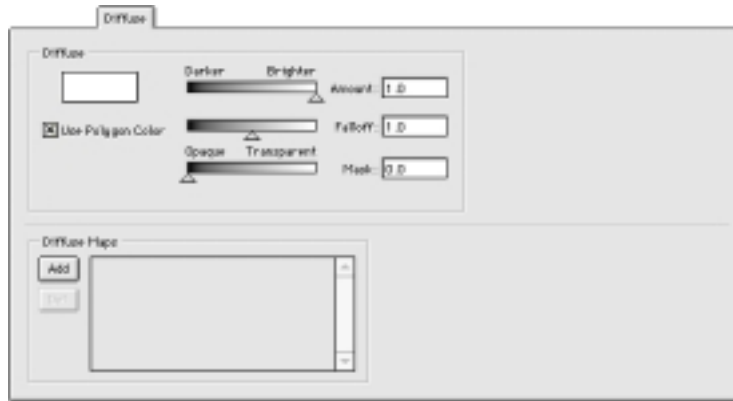 Diffuse
Diffuse
Darker Brighter
Amount: 1.0
Use Polygon Color
Falloff: 1.0
Opaque Transparent
Mask: 0.0
Diffuse Maps
Add
Edit